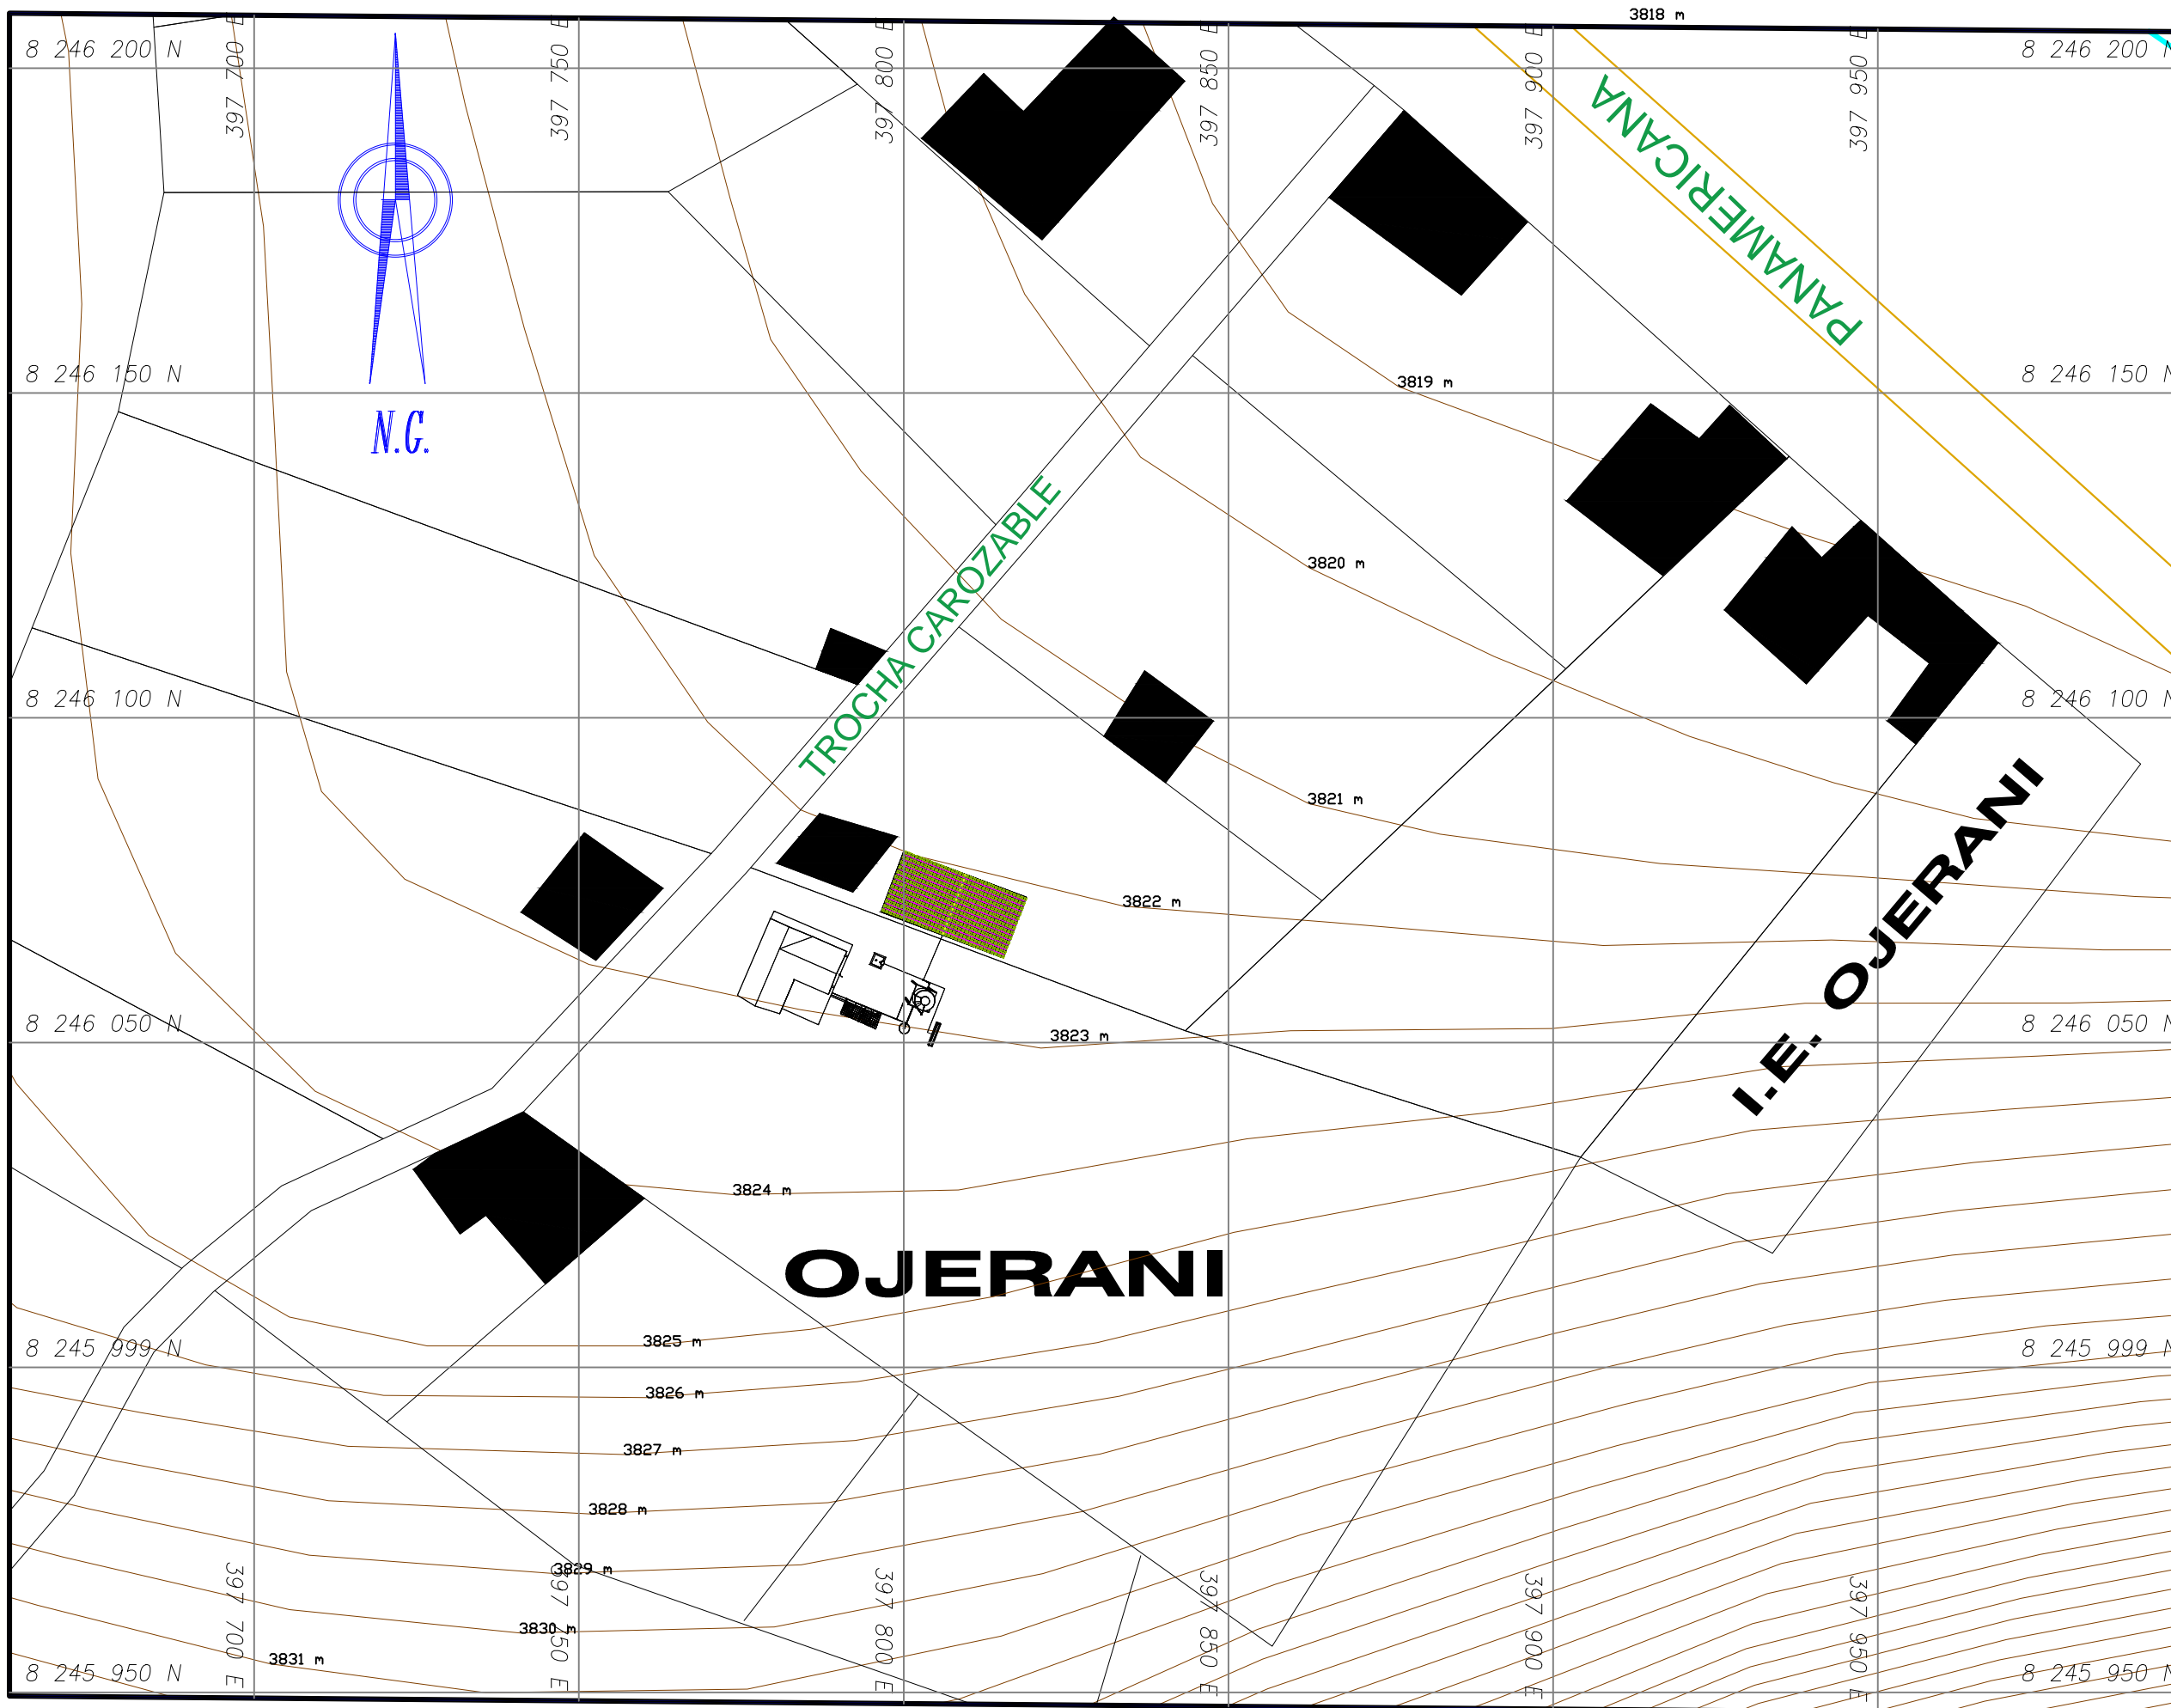 3818 m
8 246 200 N
397 700 E
397 750 E
397 800 E
397 850 E
397 900 E
397 950 E
8 246 200 N
PANAMERICANA
8 246 150 N
3819 m
8 246 150 N
N.G.
TROCHA CAROZABLE
3820 m
8 246 100 N
8 246 100 N
3821 m
3822 m
I.E. OJERANI
8 246 050 N
3823 m
8 246 050 N
3824 m
OJERANI
3825 m
8 245 999 N
8 245 999 N
3826 m
3827 m
3828 m
3829 m
3830 m
3831 m
397 700 E
397 750 E
397 800 E
397 850 E
397 900 E
397 950 E
8 245 950 N
8 245 950 N